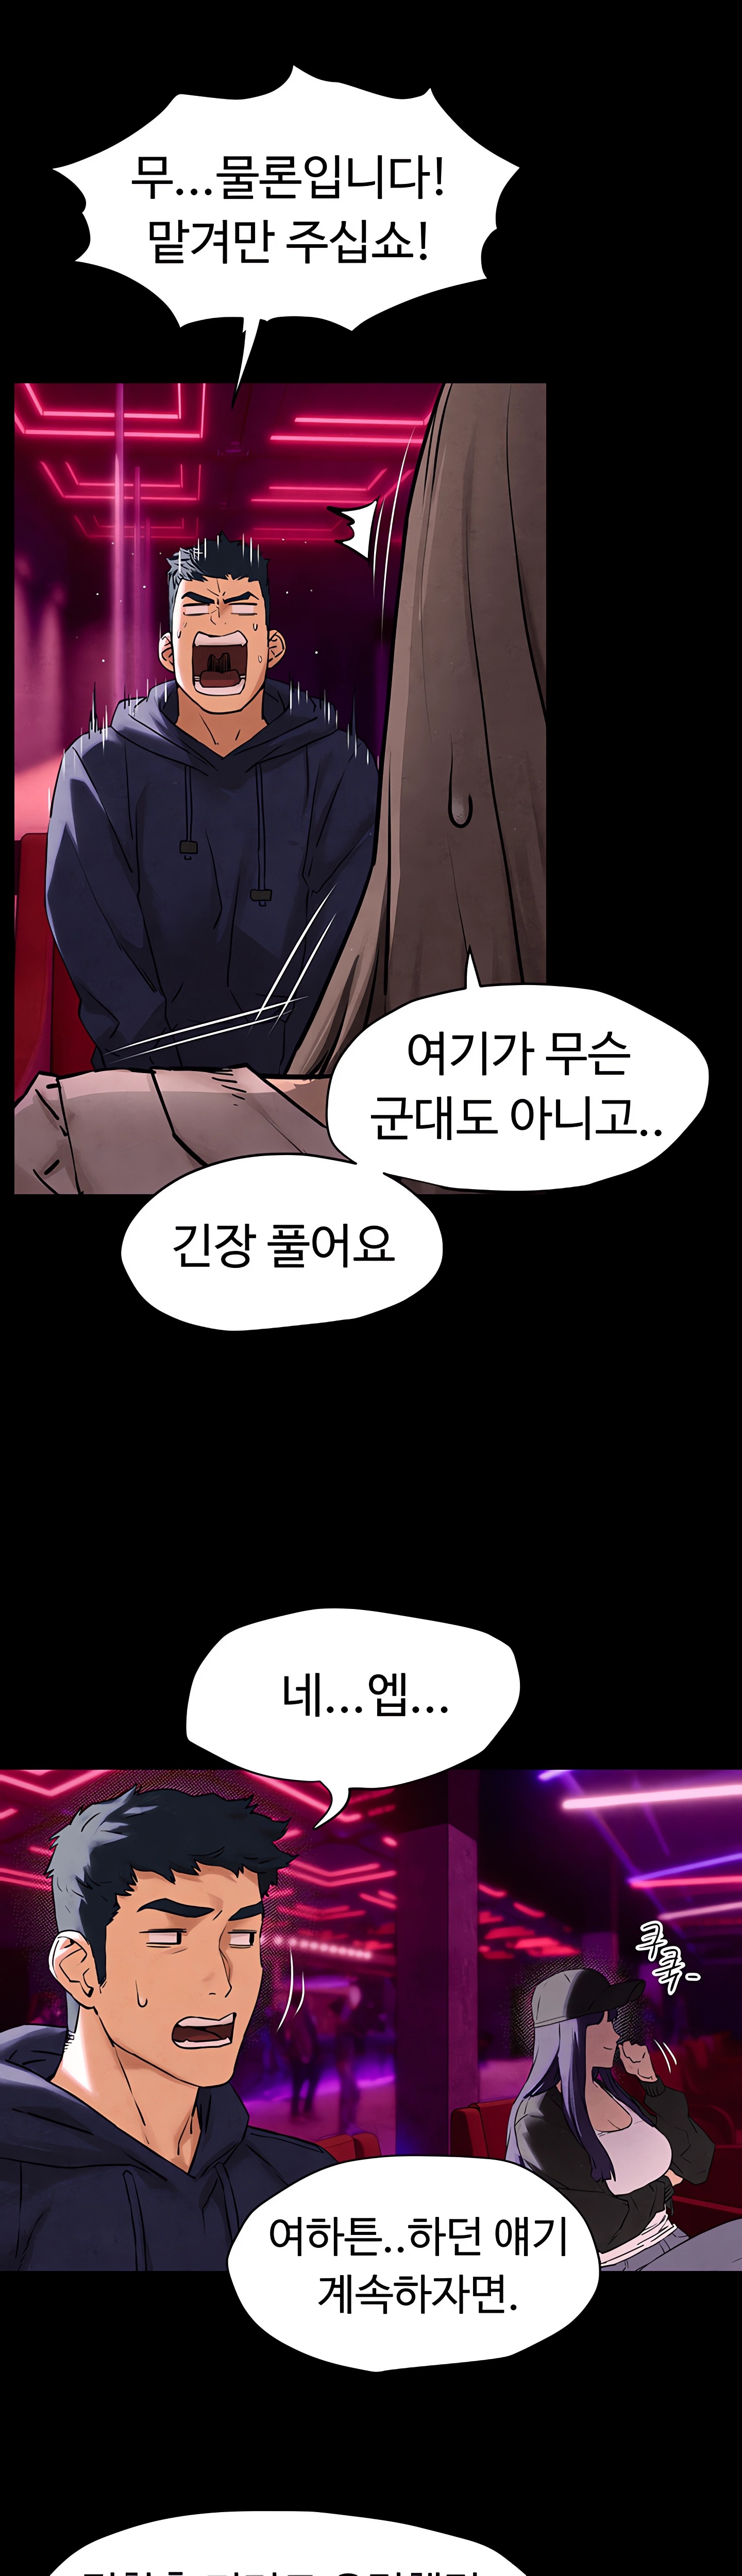 무...물론입니다!
맡겨만 주십쇼!
여기가 무슨
군대도 아니고..
긴장 풀어요
네...엡...
쿠쿡-
여하튼..하던 얘기
계속하자면.